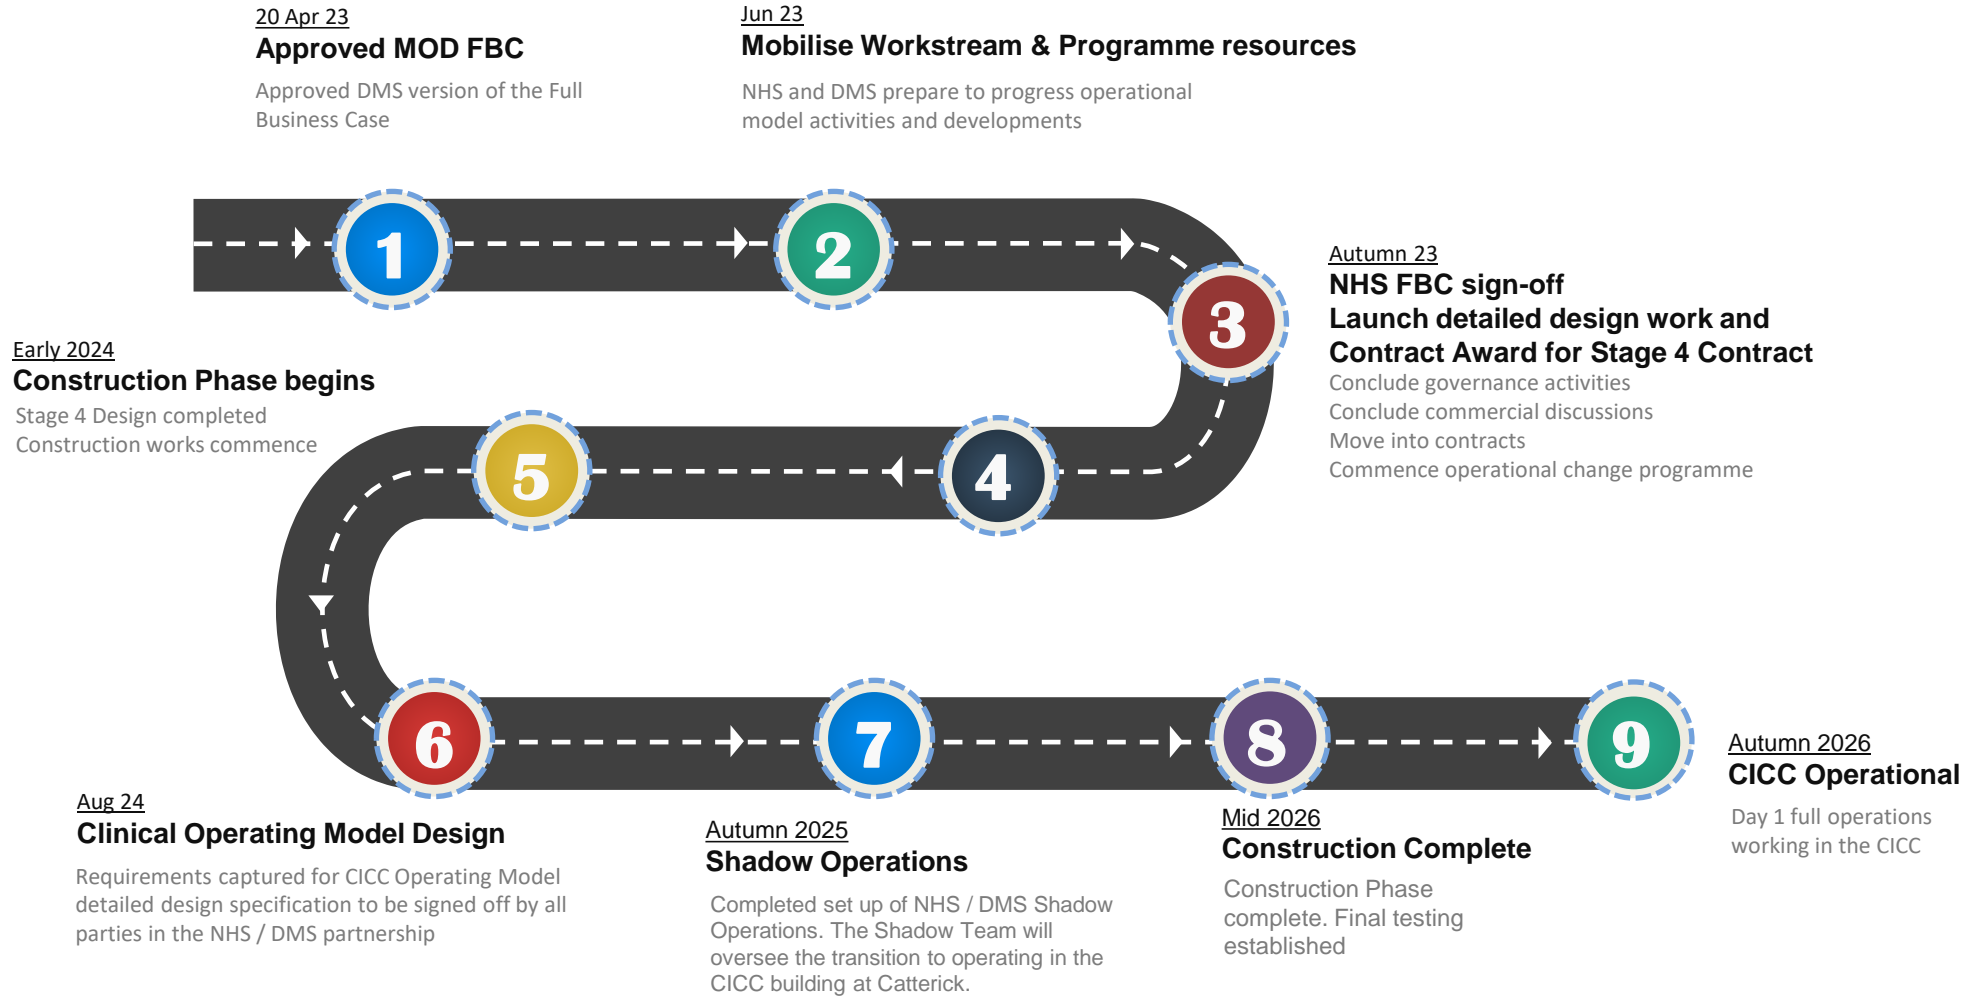 20 Apr 23
Approved MOD FBC
Approved DMS version of the Full
Business Case
Jun 23
Mobilise Workstream & Programme resources
NHS and DMS prepare to progress operational
model activities and developments
1
2
3
Autumn 23
NHS FBC sign-off
Launch detailed design work and
Contract Award for Stage 4 Contract
Conclude governance activities
Conclude commercial discussions
Move into contracts
Commence operational change programme
Early 2024
Construction Phase begins
Stage 4 Design completed
Construction works commence
5
4
6
7
8
9
Aug 24
Clinical Operating Model Design
Requirements captured for CICC Operating Model
detailed design specification to be signed off by all
parties in the NHS / DMS partnership
Autumn 2025
Shadow Operations
Completed set up of NHS / DMS Shadow
Operations. The Shadow Team will
oversee the transition to operating in the
CICC building at Catterick.
Mid 2026
Construction Complete
Construction Phase
complete. Final testing
established
Autumn 2026
CICC Operational
Day 1 full operations
working in the CICC